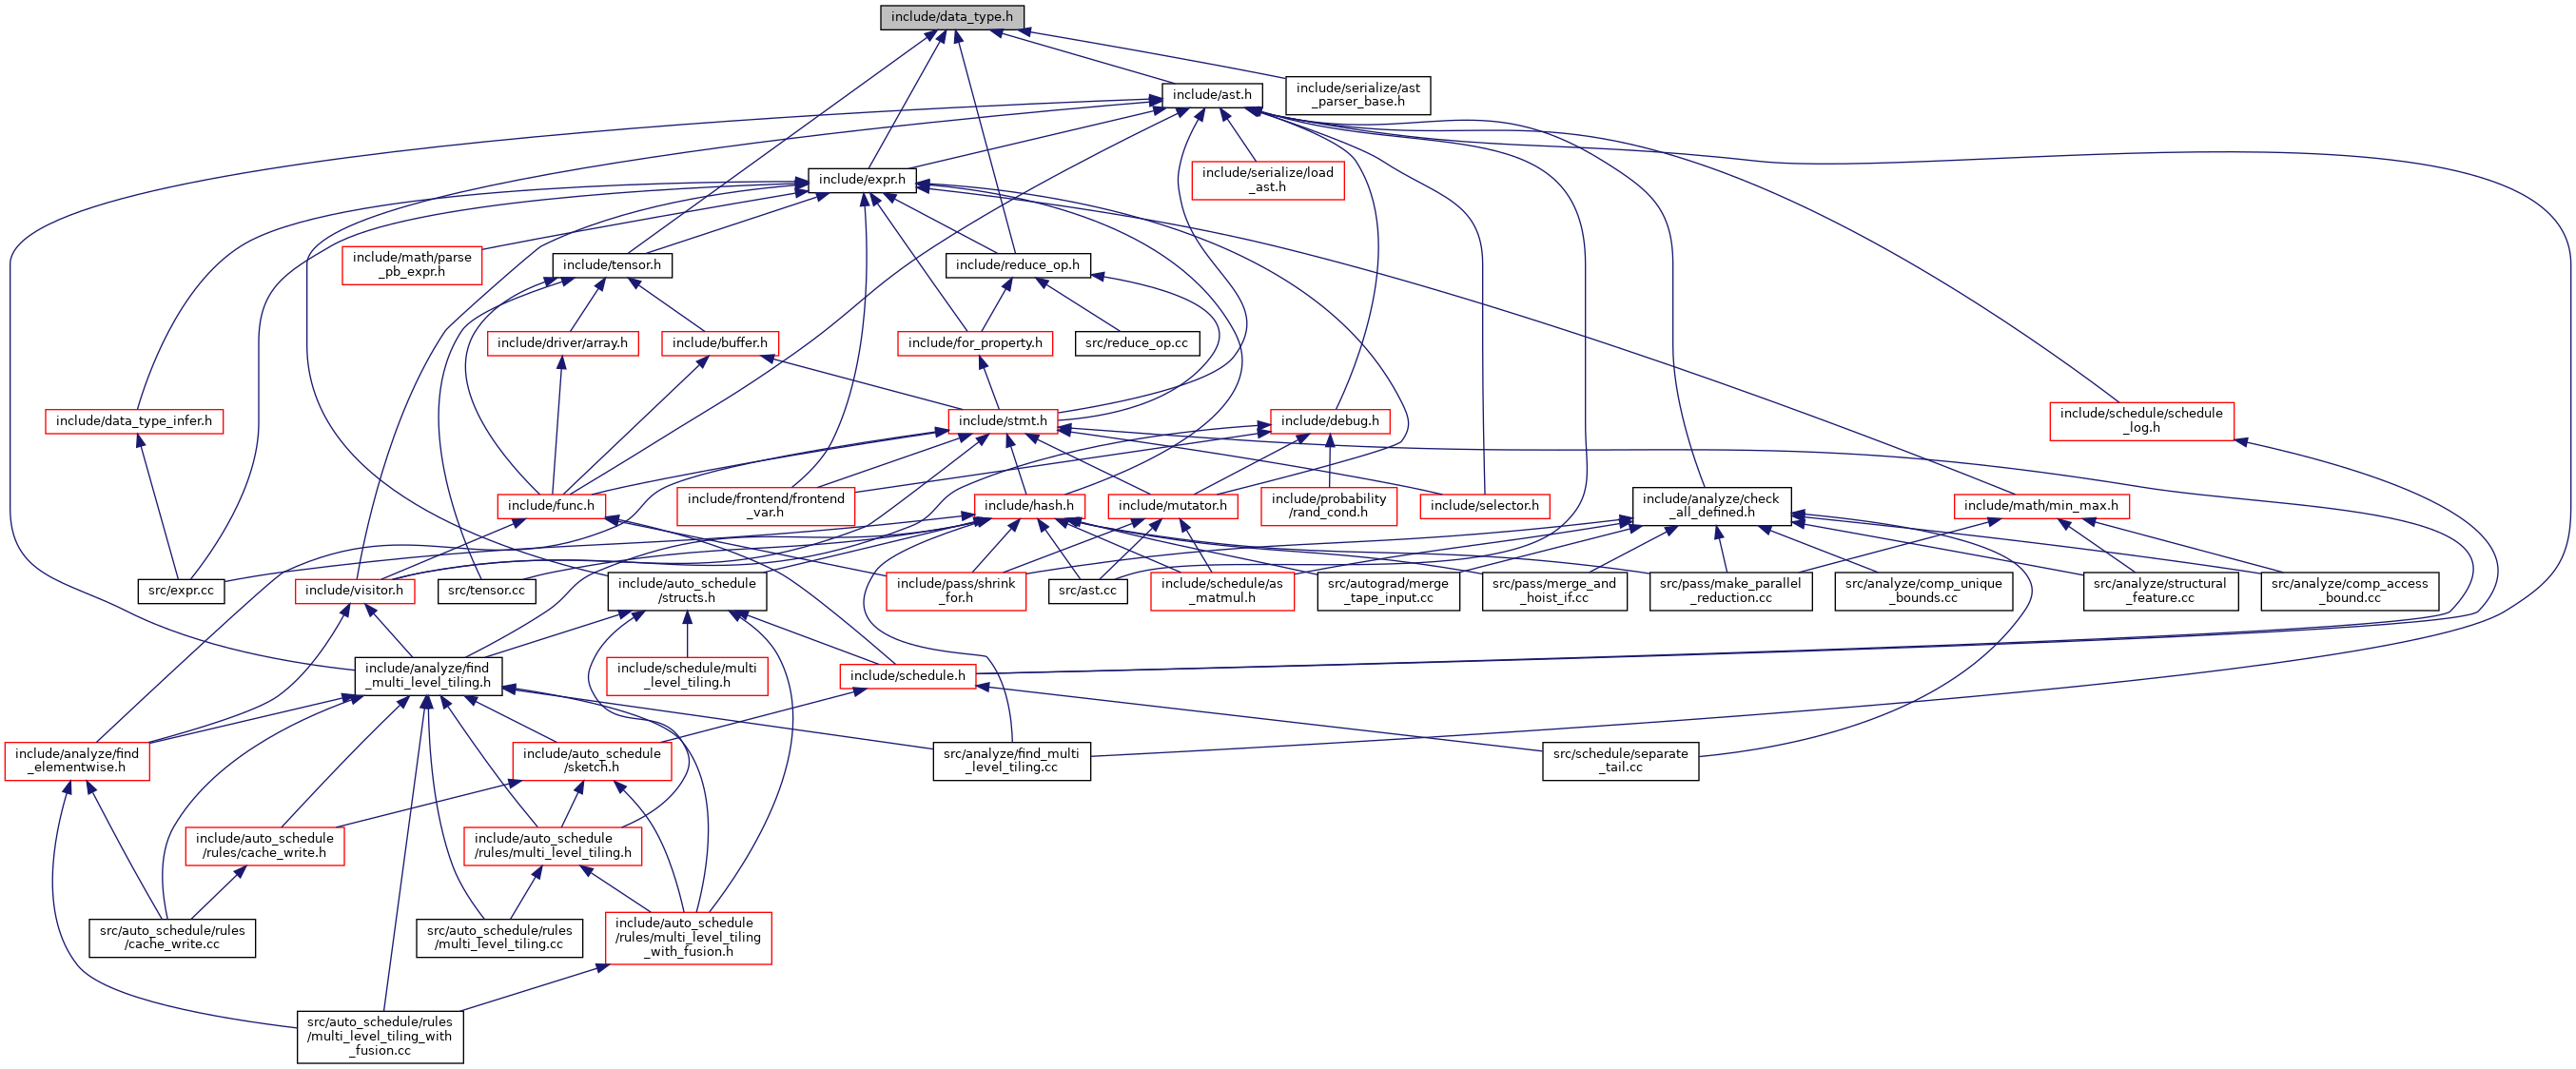 include/data_type.h
include/serialize/ast
_parser_base.h
include/ast.h
include/expr.h
include/serialize/load
_ast.h
include/math/parse
_pb_expr.h
include/tensor.h
include/reduce_op.h
include/driver/array.h
include/buffer.h
include/for_property.h
src/reduce_op.cc
include/data_type_infer.h
include/stmt.h
include/debug.h
include/schedule/schedule
_log.h
include/func.h
include/frontend/frontend
_var.h
include/hash.h
include/mutator.h
include/probability
/rand_cond.h
include/selector.h
include/analyze/check
_all_defined.h
include/math/min_max.h
src/expr.cc
include/visitor.h
src/tensor.cc
include/auto_schedule
/structs.h
include/pass/shrink
_for.h
src/ast.cc
include/schedule/as
_matmul.h
src/autograd/merge
_tape_input.cc
src/pass/merge_and
_hoist_if.cc
src/pass/make_parallel
_reduction.cc
src/analyze/comp_unique
_bounds.cc
src/analyze/structural
_feature.cc
src/analyze/comp_access
_bound.cc
include/analyze/find
_multi_level_tiling.h
include/schedule/multi
_level_tiling.h
include/schedule.h
include/analyze/find
_elementwise.h
include/auto_schedule
/sketch.h
src/analyze/find_multi
_level_tiling.cc
src/schedule/separate
_tail.cc
include/auto_schedule
/rules/cache_write.h
include/auto_schedule
/rules/multi_level_tiling.h
src/auto_schedule/rules
/cache_write.cc
src/auto_schedule/rules
/multi_level_tiling.cc
include/auto_schedule
/rules/multi_level_tiling
_with_fusion.h
src/auto_schedule/rules
/multi_level_tiling_with
_fusion.cc